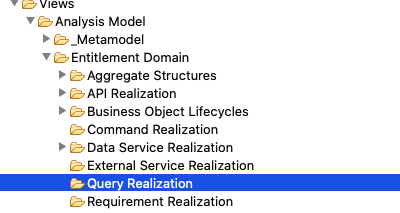 Views
Analysis Model
_Metamodel
Entitlement Domain
Aggregate Structures
API Realization
Business Object Lifecycles
Command Realization
Data Service Realization
External Service Realization
Query Realization
Requirement Realization